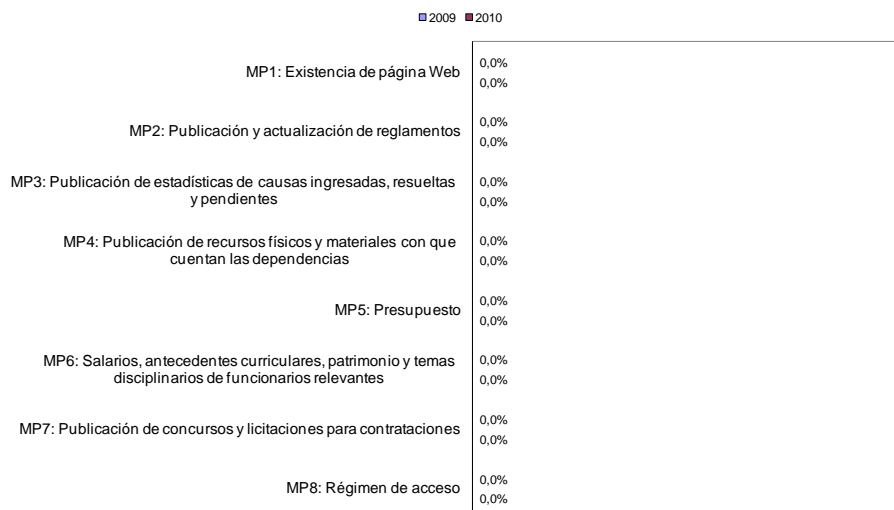 2009 2010
MP1: Existencia de página Web
0,0%
0,0%
MP2: Publicación y actualización de reglamentos
0,0%
0,0%
MP3: Publicación de estadísticas de causas ingresadas, resueltas
y pendientes
0,0%
0,0%
MP4: Publicación de recursos físicos y materiales con que
cuentan las dependencias
0,0%
0,0%
MP5: Presupuesto
0,0%
0,0%
MP6: Salarios, antecedentes curriculares, patrimonio y temas
disciplinarios de funcionarios relevantes
0,0%
0,0%
MP7: Publicación de concursos y licitaciones para contrataciones
0,0%
0,0%
MP8: Régimen de acceso
0,0%
0,0%